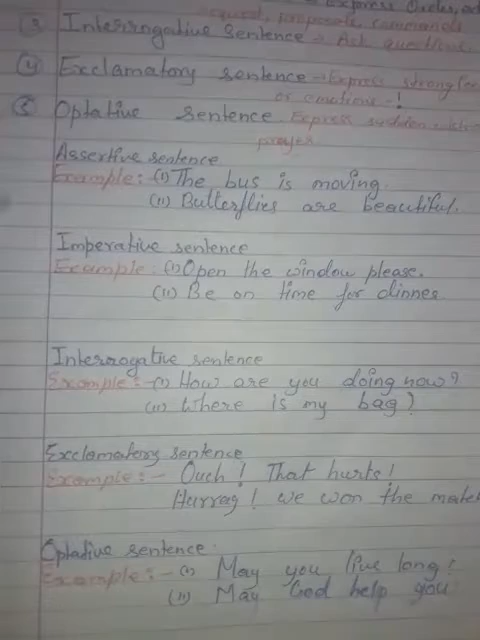 Express Order, ad
request, proposals, commands
③ Interrogative sentence → Ask questions.
④ Exclamatory sentence → Express strong fee
or emotions - !
⑤ Optative sentence Express sudden
prayer
Assertive sentence
Example: (i) The bus is moving.
(ii) Butterflies are beautiful.
Imperative sentence
Example: (i) Open the window please.
(ii) Be on time for dinner
Interrogative sentence
Example:- (i) How are you doing now?
(ii) Where is my bag?
Exclamatory sentence
Example:- Ouch! That hurts!
Hurray! We won the match
Optative sentence.
Example:- (i) May you live long!
(ii) May God help you